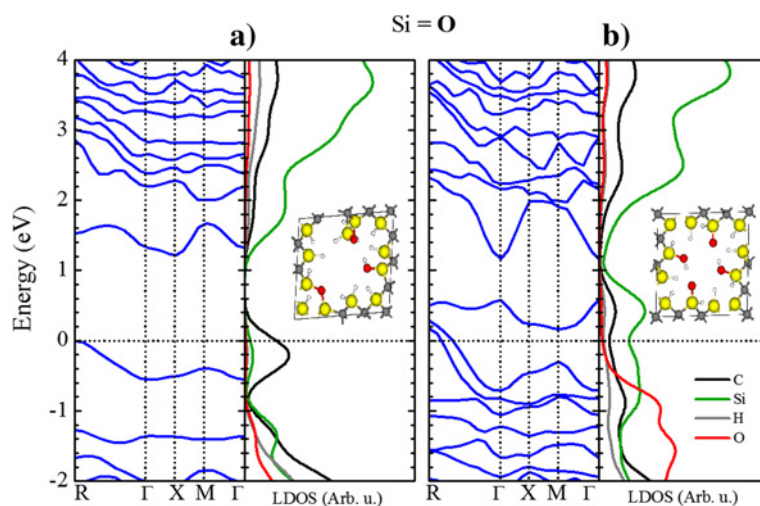 Si = O
a)
b)
Energy (eV)
4
3
2
1
0
-1
-2
R Γ X M Γ
LDOS (Arb. u.)
R Γ X M Γ
LDOS (Arb. u.)
C
Si
H
O